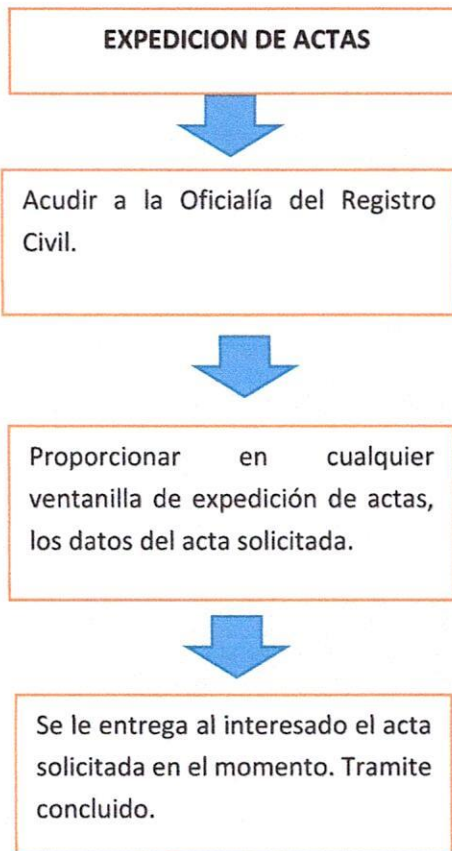 EXPEDICION DE ACTAS
Acudir a la Oficialía del Registro
Civil.
Proporcionar en cualquier
ventanilla de expedición de actas,
los datos del acta solicitada.
Se le entrega al interesado el acta
solicitada en el momento. Tramite
concluido.